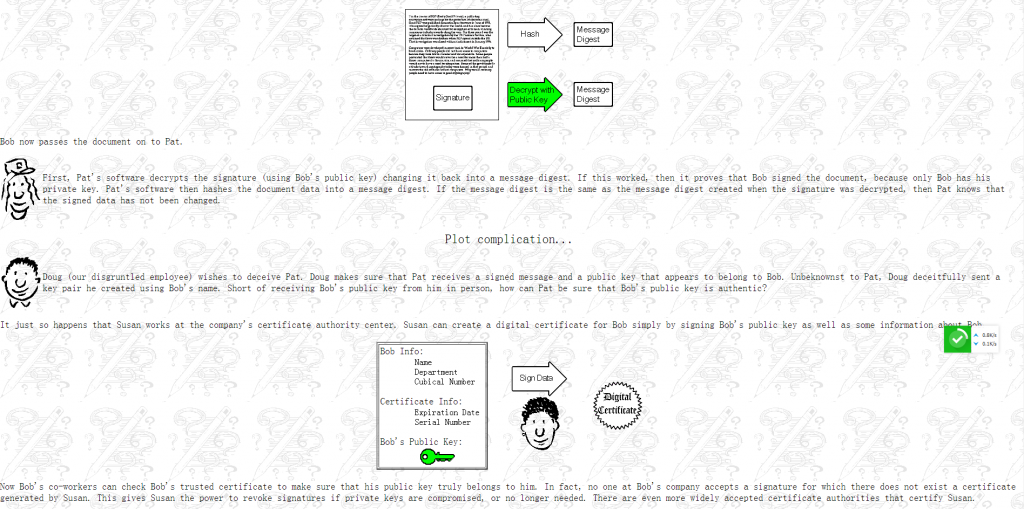 Hash
Message
Digest
Signature
Decrypt with
Public Key
Message
Digest
Bob now passes the document on to Pat.
First, Pat's software decrypts the signature (using Bob's public key) changing it back into a message digest. If this worked, then it proves that Bob signed the document, because only Bob has his
private key. Pat's software then hashes the document data into a message digest. If the message digest is the same as the message digest created when the signature was decrypted, then Pat knows that
the signed data has not been changed.
Plot complication...
Doug (our disgruntled employee) wishes to deceive Pat. Doug makes sure that Pat receives a signed message and a public key that appears to belong to Bob. Unbeknownst to Pat, Doug deceitfully sent a
key pair he created using Bob's name. Short of receiving Bob's public key from him in person, how can Pat be sure that Bob's public key is authentic?
It just so happens that Susan works at the company's certificate authority center. Susan can create a digital certificate for Bob simply by signing Bob's public key as well as some information about Bob
0.8K/s
0.1K/s
Bob Info:
Name
Department
Cubical Number
Certificate Info:
Expiration Date
Serial Number
Bob's Public Key:
Sign Data
Digital
Certificate
Now Bob's co-workers can check Bob's trusted certificate to make sure that his public key truly belongs to him. In fact, no one at Bob's company accepts a signature for which there does not exist a certificate
generated by Susan. This gives Susan the power to revoke signatures if private keys are compromised, or no longer needed. There are even more widely accepted certificate authorities that certify Susan.